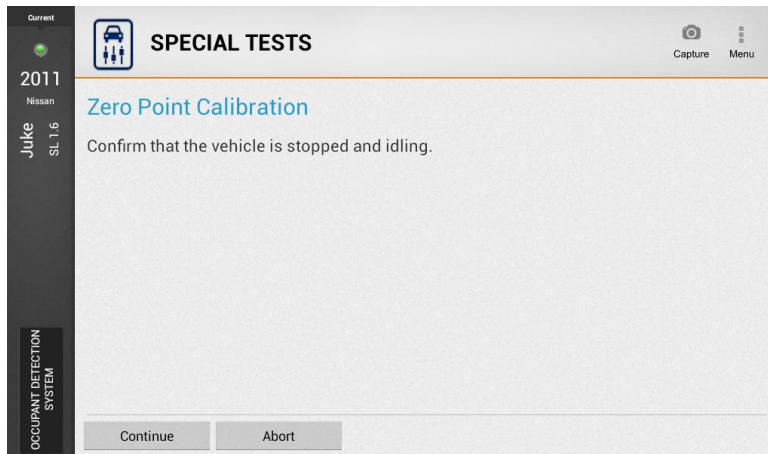 Current
2011
Nissan
Juke
SL 1.6
OCCUPANT DETECTION
SYSTEM
SPECIAL TESTS
Capture
Menu
Zero Point Calibration
Confirm that the vehicle is stopped and idling.
Continue
Abort